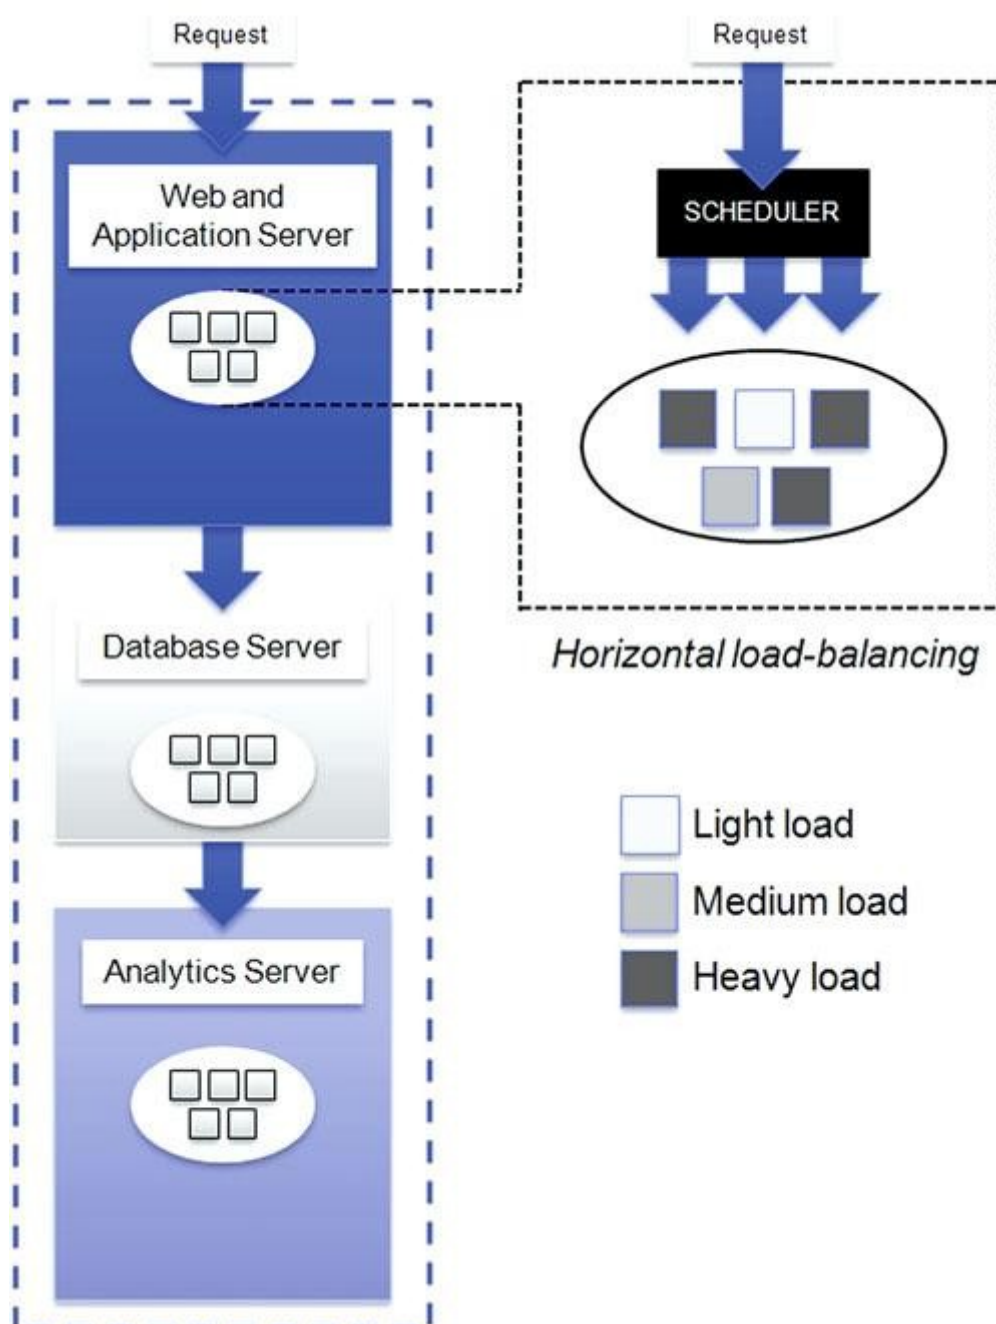 Request
Web and
Application Server
Database Server
Analytics Server
Request
SCHEDULER
Horizontal load-balancing
Light load
Medium load
Heavy load